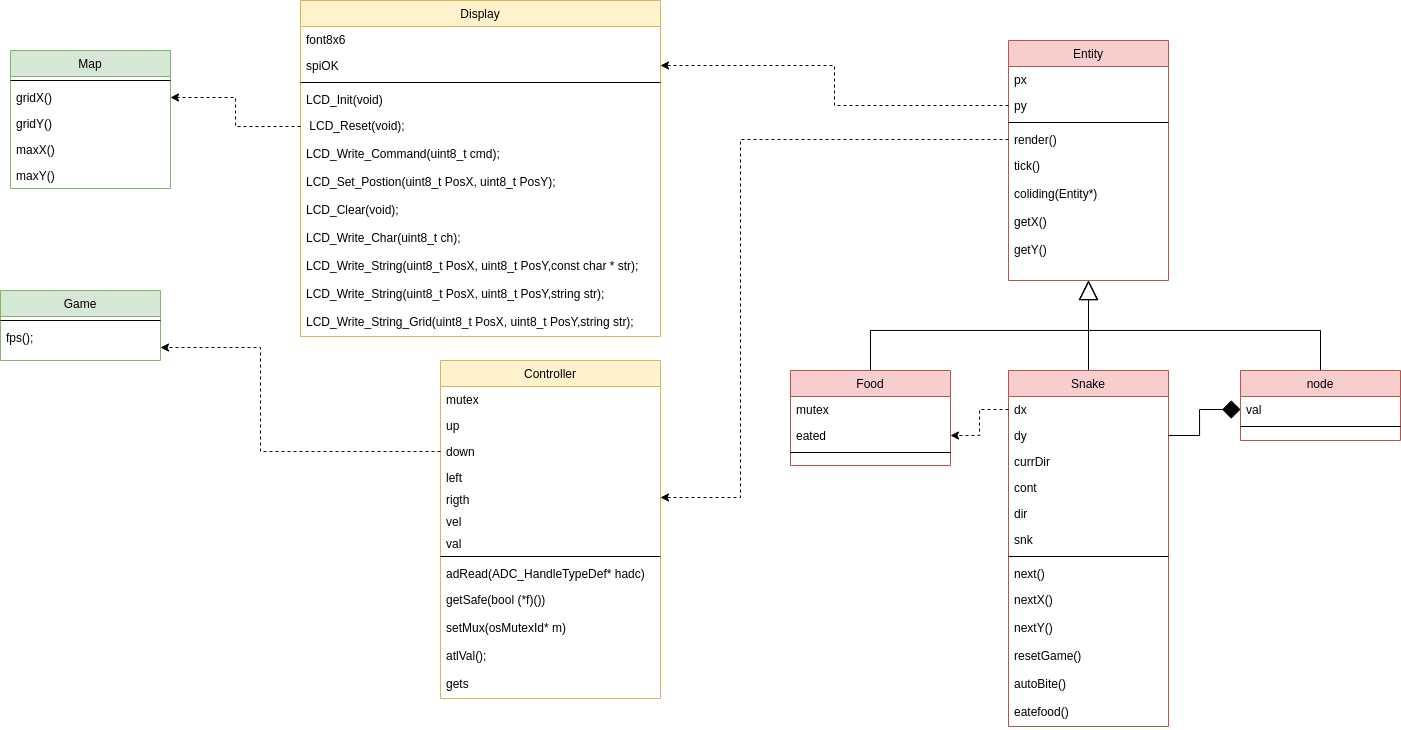 Map
gridX()
gridY()
maxX()
maxY()
Game
fps();
Display
font8x6
spiOK
LCD_Init(void)
LCD_Reset(void);
LCD_Write_Command(uint8_t cmd);
LCD_Set_Postion(uint8_t PosX, uint8_t PosY);
LCD_Clear(void);
LCD_Write_Char(uint8_t ch);
LCD_Write_String(uint8_t PosX, uint8_t PosY,const char * str);
LCD_Write_String(uint8_t PosX, uint8_t PosY,string str);
LCD_Write_String_Grid(uint8_t PosX, uint8_t PosY,string str);
Controller
mutex
up
down
left
rigth
vel
val
adRead(ADC_HandleTypeDef* hadc)
getSafe(bool (*f)())
setMux(osMutexId* m)
atlVal();
gets
Entity
px
py
render()
tick()
coliding(Entity*)
getX()
getY()
Food
mutex
eated
Snake
dx
dy
currDir
cont
dir
snk
next()
nextX()
nextY()
resetGame()
autoBite()
eatefood()
node
val